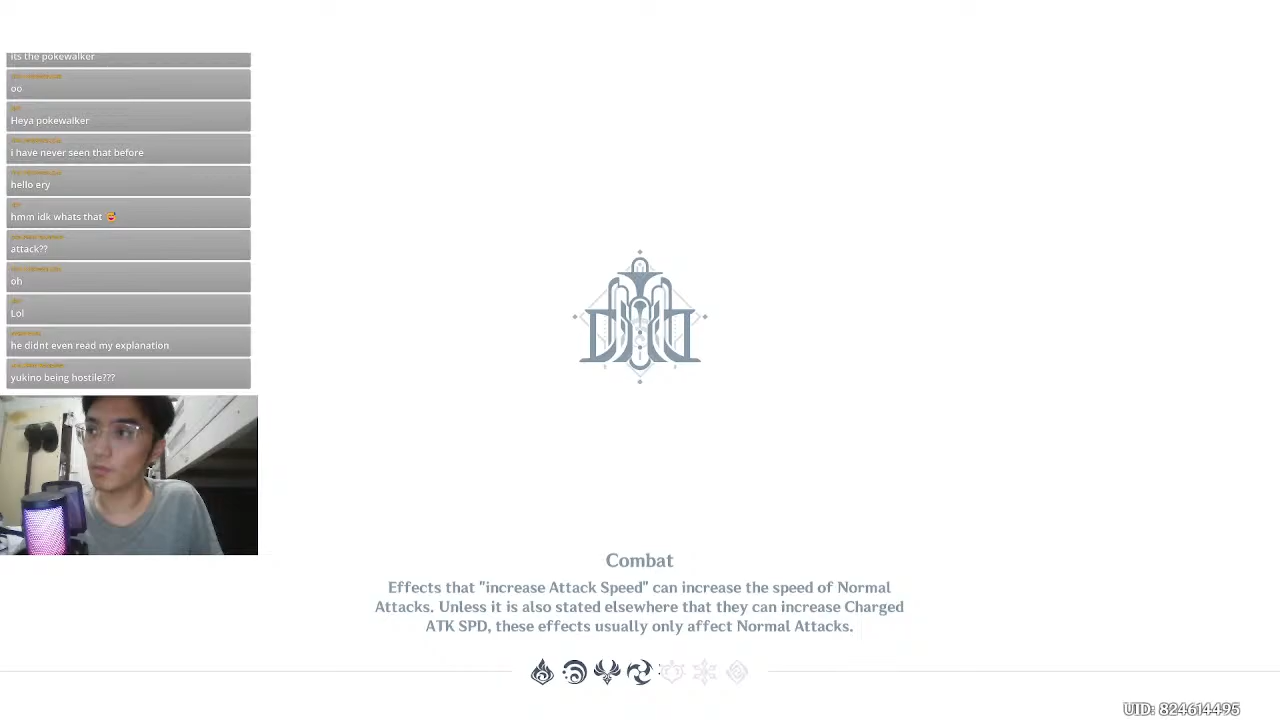 its the pokewalker
oo
Heya pokewalker
i have never seen that before
hello ery
hmm idk whats that
attack??
oh
Lol
he didnt even read my explanation
yukino being hostile???
Combat
Effects that "increase Attack Speed" can increase the speed of Normal
Attacks. Unless it is also stated elsewhere that they can increase Charged
ATK SPD, these effects usually only affect Normal Attacks.
UID: 824614495